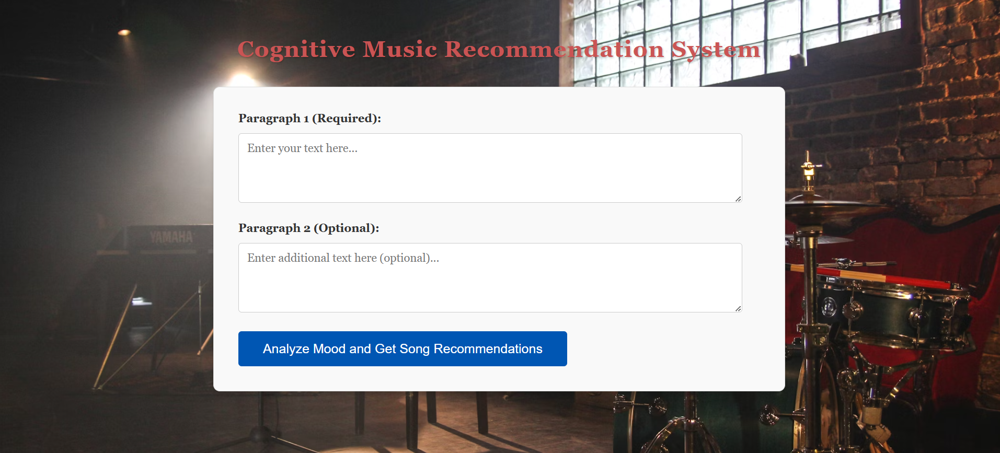 Cognitive Music Recommendation System
Paragraph 1 (Required):
Enter your text here...
Paragraph 2 (Optional):
Enter additional text here (optional)...
Analyze Mood and Get Song Recommendations
YAMAHA